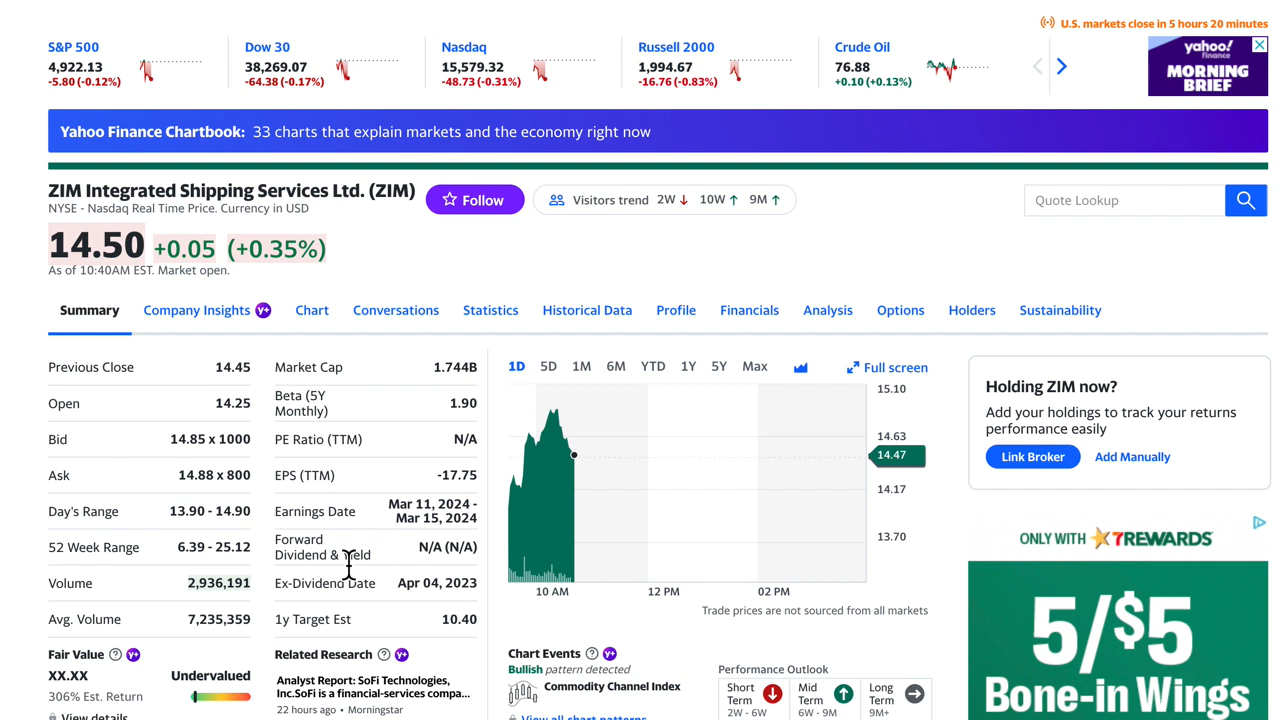 U.S. markets close in 5 hours 20 minutes
S&P 500
4,922.13
-5.80 (-0.12%)
Dow 30
38,269.07
-64.38 (-0.17%)
Nasdaq
15,579.32
-48.73 (-0.31%)
Russell 2000
1,994.67
-16.76 (-0.83%)
Crude Oil
76.88
+0.10 (+0.13%)
yahoo!
finance
MORNING
BRIEF
Yahoo Finance Chartbook: 33 charts that explain markets and the economy right now
ZIM Integrated Shipping Services Ltd. (ZIM)
NYSE - Nasdaq Real Time Price. Currency in USD
Follow
Visitors trend 2W ↓ 10W ↑ 9M ↑
Quote Lookup
14.50 +0.05 (+0.35%)
As of 10:40AM EST. Market open.
Summary Company Insights y+ Chart Conversations Statistics Historical Data Profile Financials Analysis Options Holders Sustainability
Previous Close 14.45
Open 14.25
Bid 14.85 x 1000
Ask 14.88 x 800
Day's Range 13.90 - 14.90
52 Week Range 6.39 - 25.12
Volume 2,936,191
Avg. Volume 7,235,359
Market Cap 1.744B
Beta (5Y
Monthly) 1.90
PE Ratio (TTM) N/A
EPS (TTM) -17.75
Earnings Date Mar 11, 2024 -
Mar 15, 2024
Forward
Dividend & Yield N/A (N/A)
Ex-Dividend Date Apr 04, 2023
1y Target Est 10.40
Fair Value ? y+
XX.XX Undervalued
306% Est. Return
View details
Related Research ? y+
Analyst Report: SoFi Technologies,
Inc.SoFi is a financial-services compa...
22 hours ago • Morningstar
1D 5D 1M 6M YTD 1Y 5Y Max
Full screen
15.10
14.63
14.47
14.17
13.70
10 AM 12 PM 02 PM
Trade prices are not sourced from all markets
Chart Events ? y+
Bullish pattern detected
Commodity Channel Index
View all chart patterns
Performance Outlook
Short
Term
2W - 6W
Mid
Term
6W - 9M
Long
Term
9M+
Holding ZIM now?
Add your holdings to track your returns
performance easily
Link Broker Add Manually
ONLY WITH 7REWARDS
5/$5
Bone-in Wings